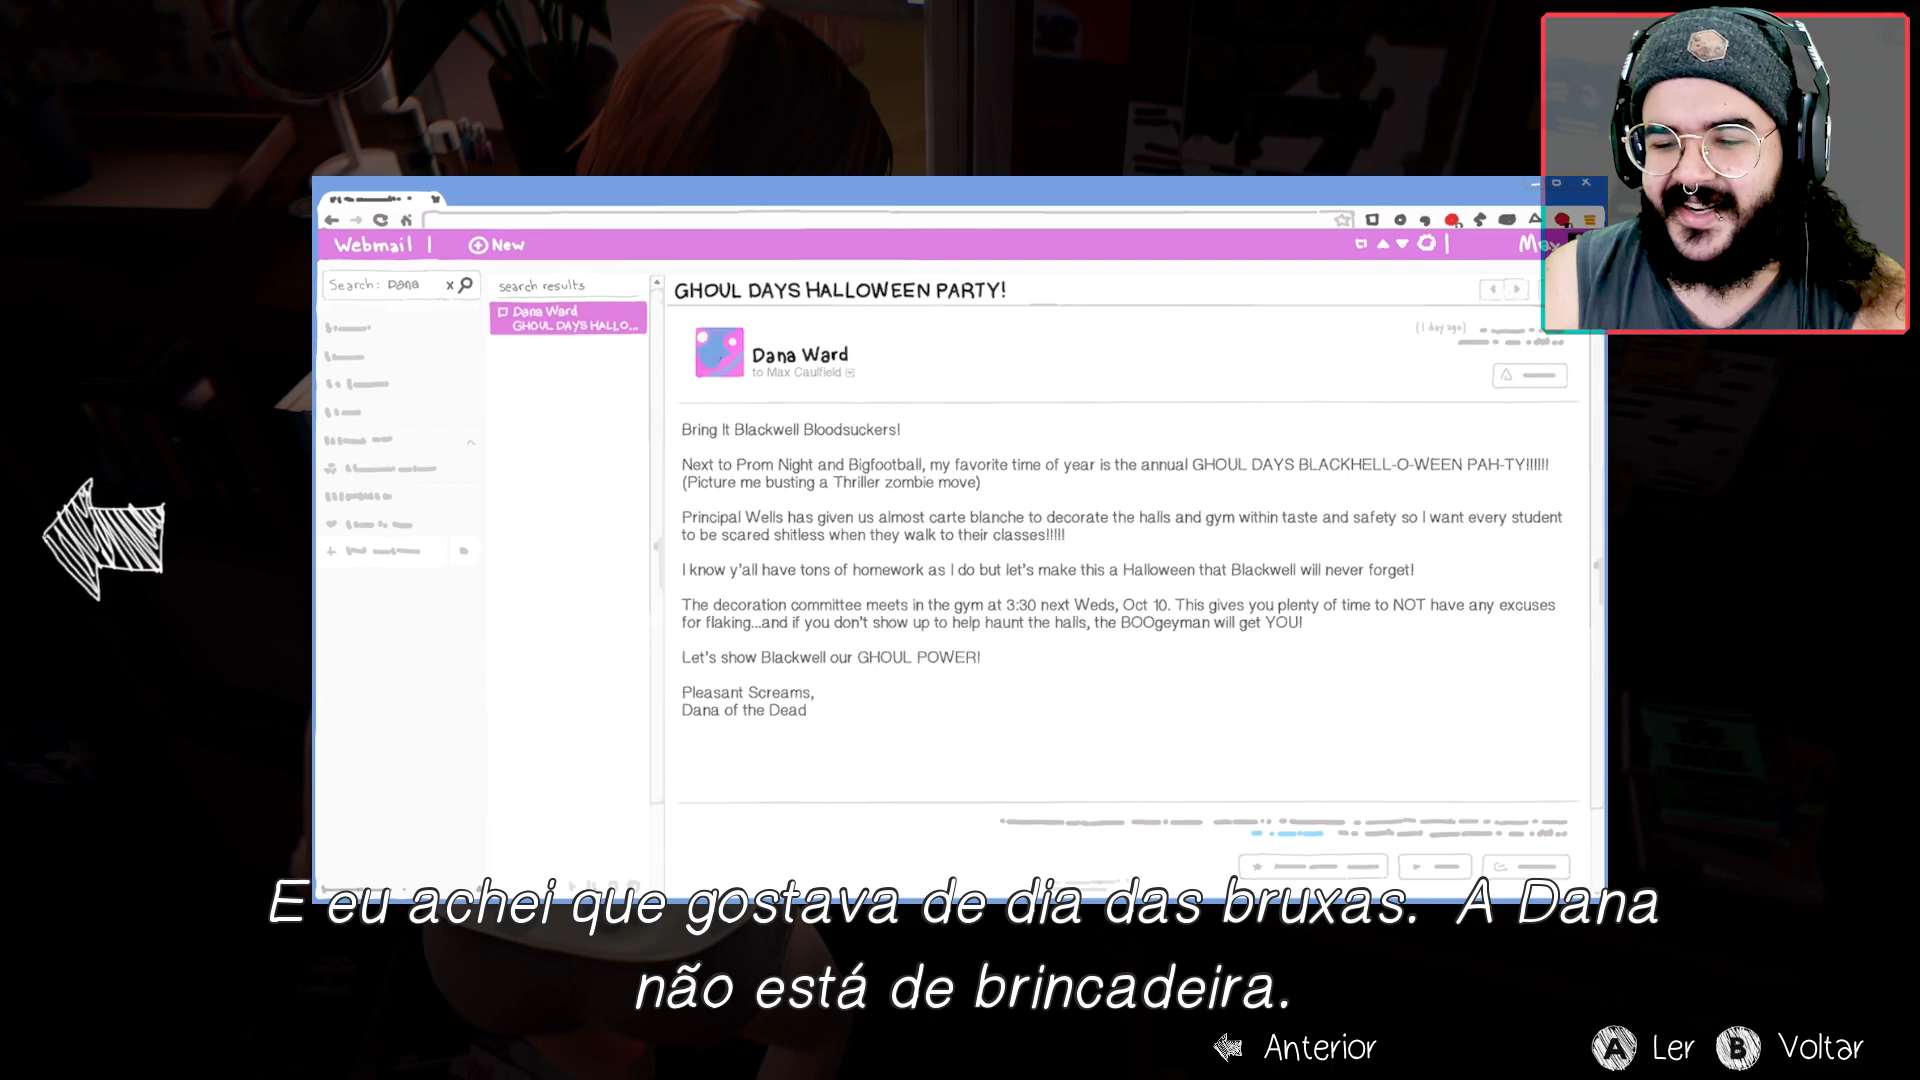 Webmail |
New
Max
Search: Dana x
search results
Dana Ward
GHOUL DAYS HALLO...
GHOUL DAYS HALLOWEEN PARTY!
(1 day ago)
Dana Ward
to Max Caulfield
Bring It Blackwell Bloodsuckers!
Next to Prom Night and Bigfootball, my favorite time of year is the annual GHOUL DAYS BLACKHELL-O-WEEN PAH-TY!!!!!!
(Picture me busting a Thriller zombie move)
Principal Wells has given us almost carte blanche to decorate the halls and gym within taste and safety so I want every student
to be scared shitless when they walk to their classes!!!!!
I know y'all have tons of homework as I do but let's make this a Halloween that Blackwell will never forget!
The decoration committee meets in the gym at 3:30 next Weds, Oct 10. This gives you plenty of time to NOT have any excuses
for flaking...and if you don't show up to help haunt the halls, the BOOgeyman will get YOU!
Let's show Blackwell our GHOUL POWER!
Pleasant Screams,
Dana of the Dead
E eu achei que gostava de dia das bruxas. A Dana
não está de brincadeira.
Anterior
A Ler B Voltar